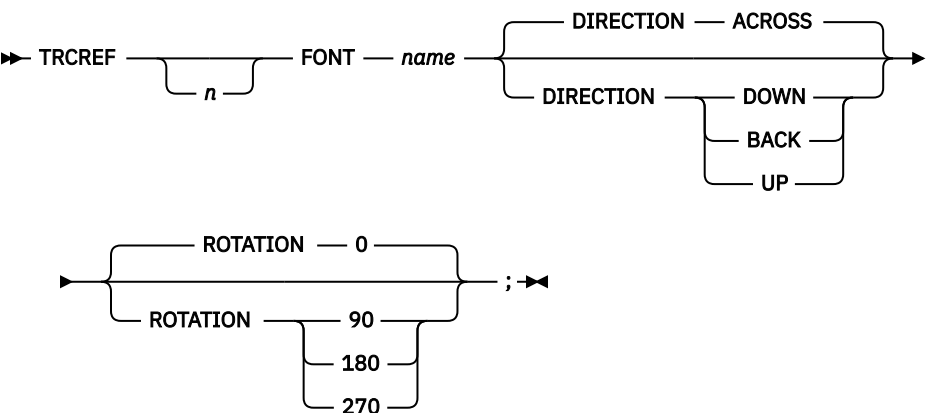 DIRECTION ACROSS
TRCREF n FONT name
DIRECTION DOWN
BACK
UP
ROTATION 0
;
ROTATION 90
180
270